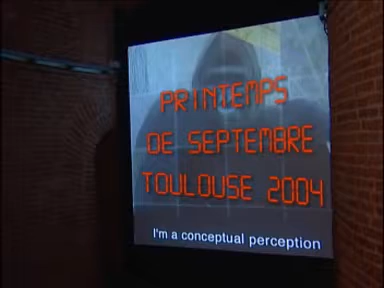 PRINTEMPS
DE SEPTEMBRE
TOULOUSE 2004
I'm a conceptual perception